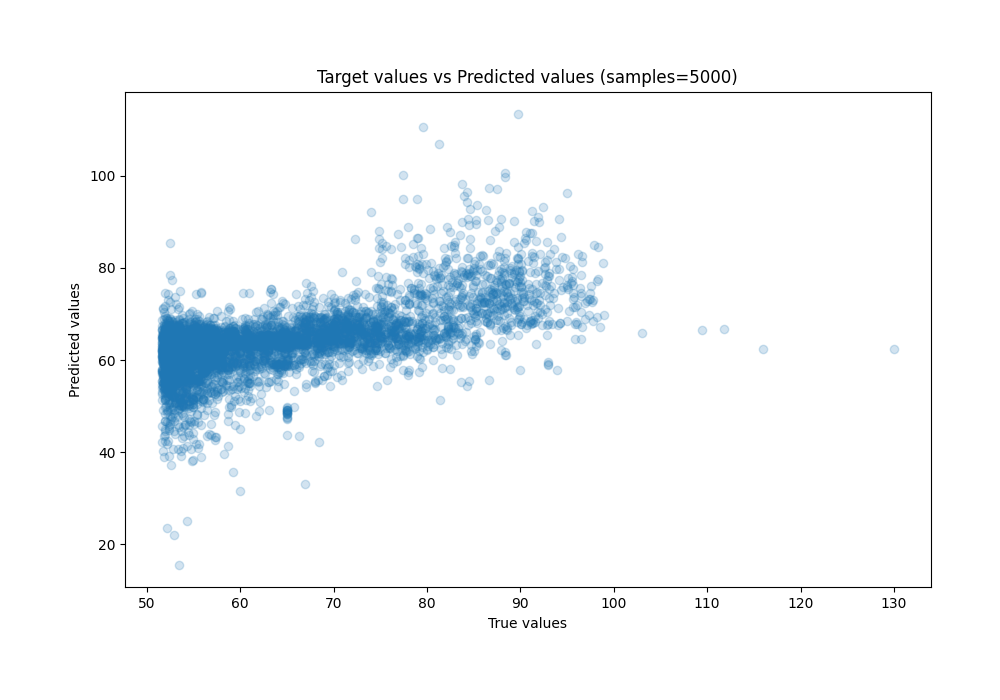 Target values vs Predicted values (samples=5000)
100
80
60
40
20
Predicted values
50 60 70 80 90 100 110 120 130
True values